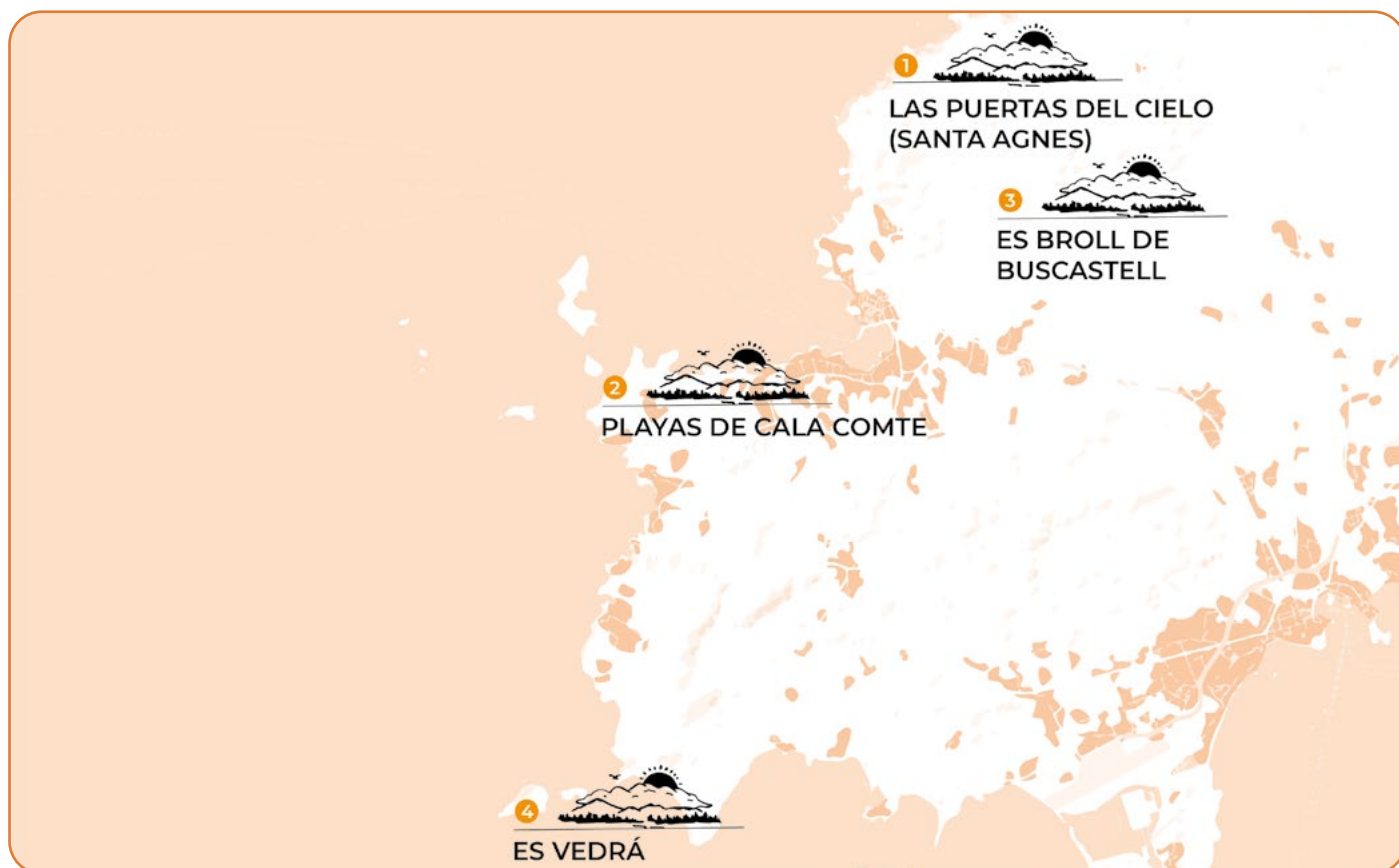 1
LAS PUERTAS DEL CIELO
(SANTA AGNES)
3
ES BROLL DE
BUSCASTELL
2
PLAYAS DE CALA COMTE
4
ES VEDRÁ